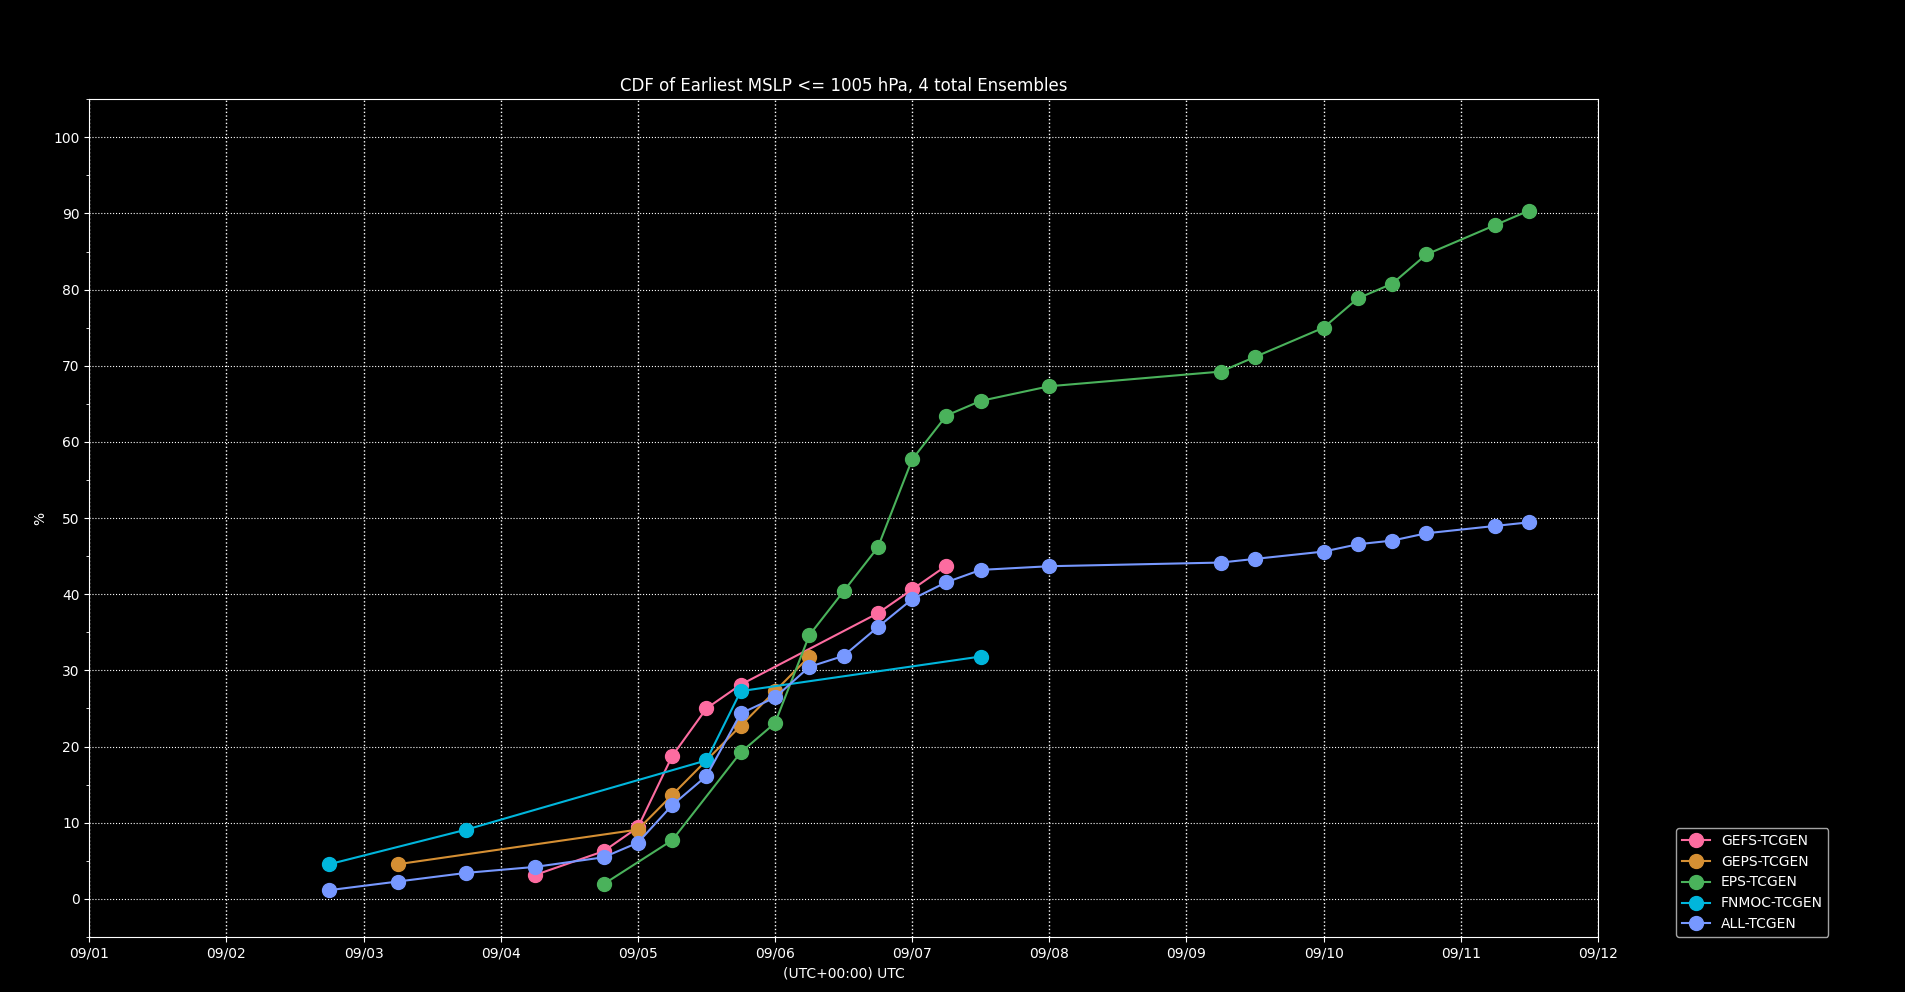 CDF of Earliest MSLP <= 1005 hPa, 4 total Ensembles
100
90
80
70
60
50
40
30
20
10
0
%
09/01 09/02 09/03 09/04 09/05 09/06 09/07 09/08 09/09 09/10 09/11 09/12
(UTC+00:00) UTC
GEFS-TCGEN
GEPS-TCGEN
EPS-TCGEN
FNMOC-TCGEN
ALL-TCGEN